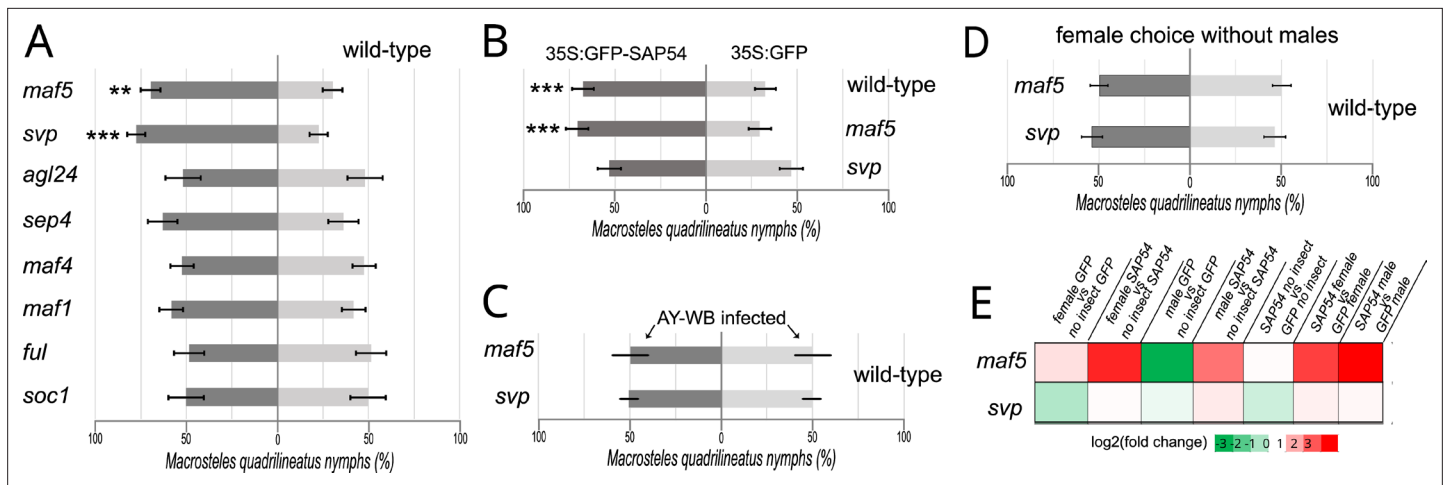 A
wild-type
maf5
**
svp
***
agl24
sep4
maf4
maf1
ful
soc1
100
50
0
50
100
Macrosteles quadrilineatus nymphs (%)
B
35S:GFP-SAP54
35S:GFP
***
wild-type
***
maf5
svp
100
50
0
50
100
Macrosteles quadrilineatus nymphs (%)
C
AY-WB infected
maf5
wild-type
svp
100
50
0
50
100
Macrosteles quadrilineatus nymphs (%)
D
female choice without males
maf5
wild-type
svp
100
50
0
50
100
Macrosteles quadrilineatus nymphs (%)
E
female GFP
vs
no insect GFP
female SAP54
vs
no insect SAP54
male GFP
vs
no insect GFP
male SAP54
vs
no insect SAP54
SAP54 no insect
vs
GFP no insect
SAP54 female
vs
GFP female
SAP54 male
vs
GFP male
maf5
svp
log2(fold change)
-3 -2 -1 0 1 2 3